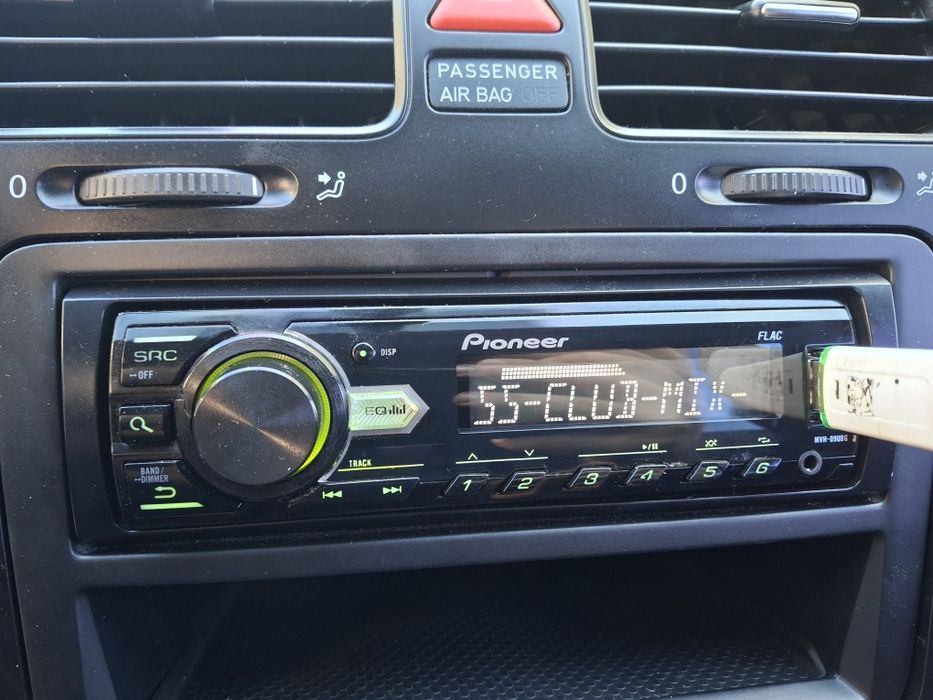 PASSENGER
AIR BAG OFF
0
0
Pioneer
FLAC
SRC
OFF
DISP
EQ
55-CLUB-MIX-
BAND/
DIMMER
TRACK
1 2 3 4 5 6